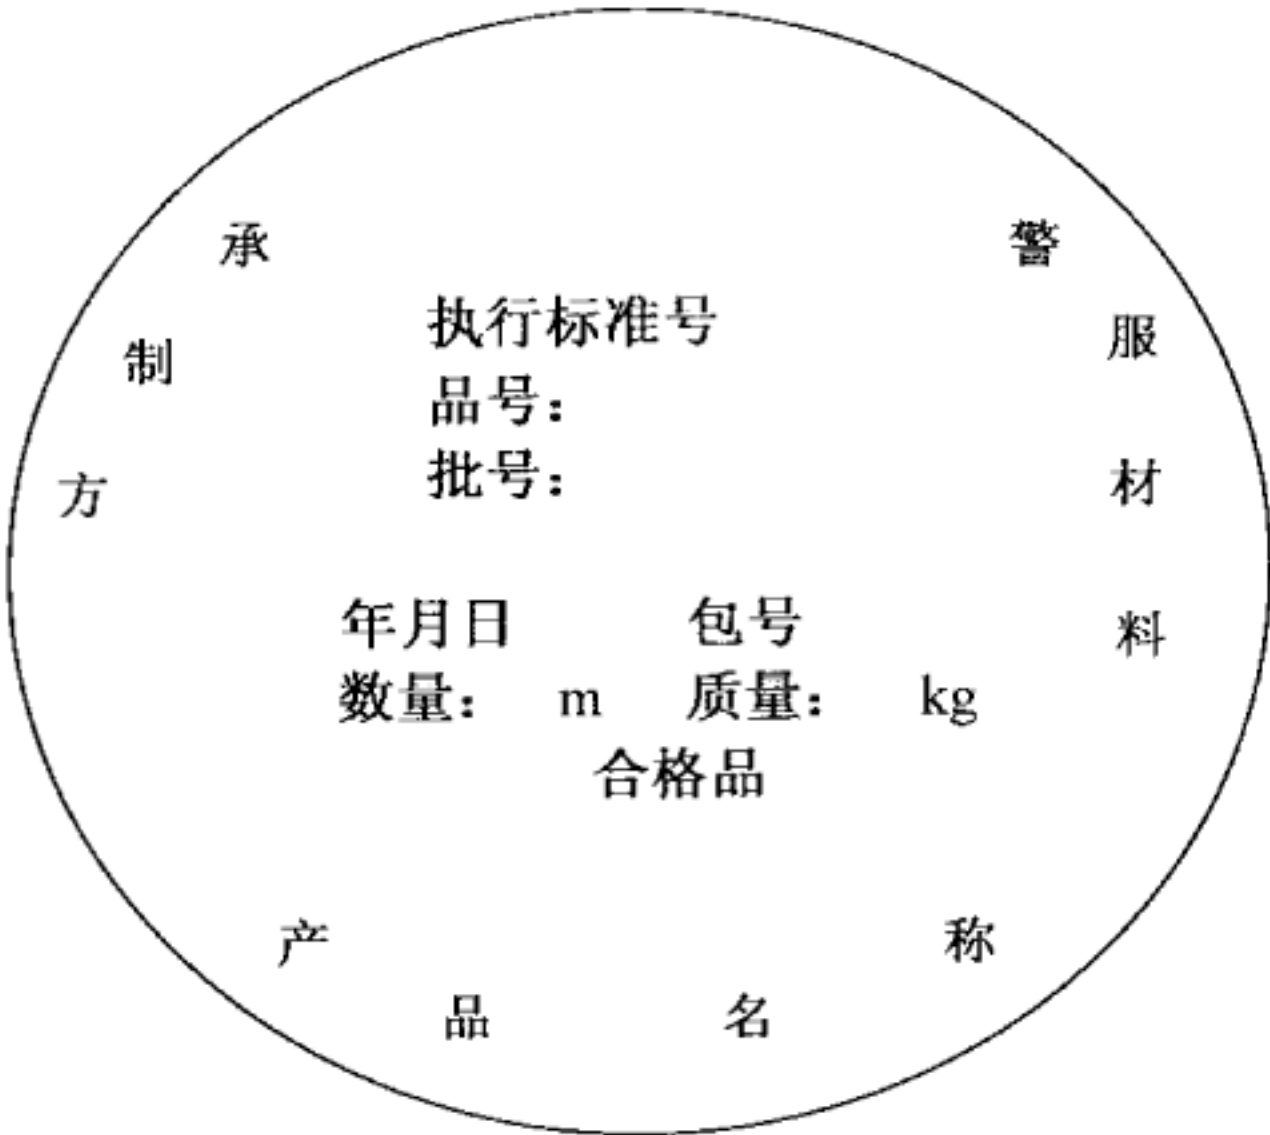 承制方
警服材料
执行标准号
品号：
批号：
年月日 包号
数量： m 质量： kg
合格品
产品名称